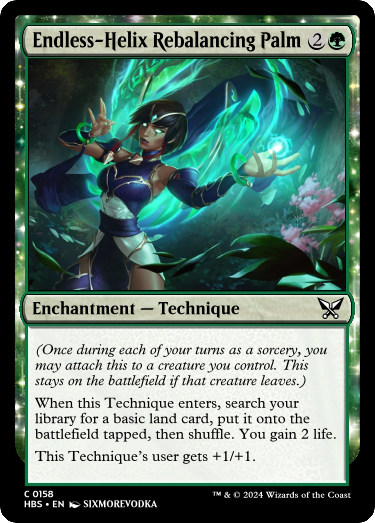 Endless-Helix Rebalancing Palm 2
Enchantment — Technique
(Once during each of your turns as a sorcery, you
may attach this to a creature you control. This
stays on the battlefield if that creature leaves.)
When this Technique enters, search your
library for a basic land card, put it onto the
battlefield tapped, then shuffle. You gain 2 life.
This Technique's user gets +1/+1.
C 0158
HBS • EN SIXMOREVODKA
™ & © 2024 Wizards of the Coast